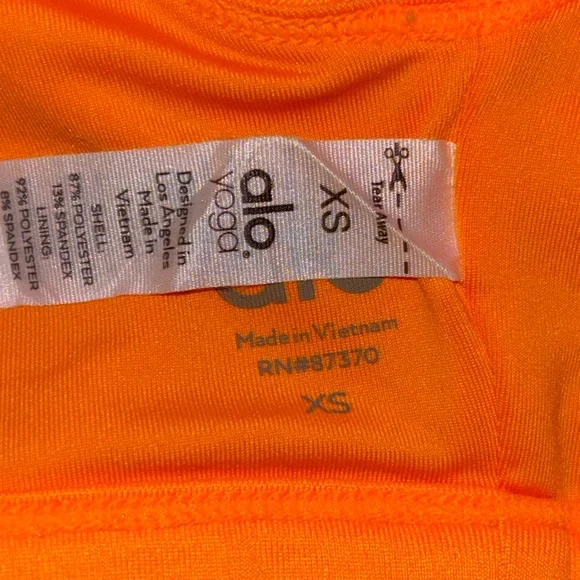 Tear Away
XS
alo®
yoga
Designed in
Los Angeles
Made in
Vietnam
SHELL:
87% POLYESTER
13% SPANDEX
LINING:
92% POLYESTER
8% SPANDEX
alo
Made in Vietnam
RN#87370
XS